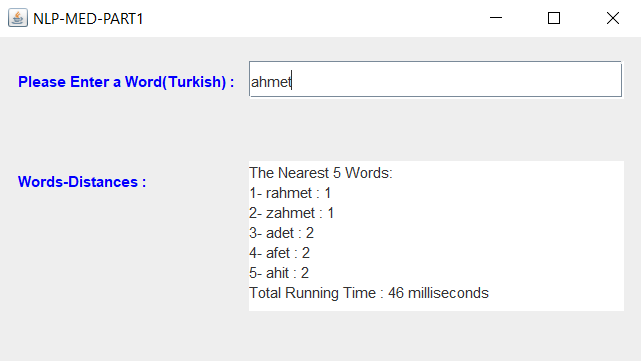 NLP-MED-PART1
Please Enter a Word(Turkish) : ahmet
Words-Distances :
The Nearest 5 Words:
1- rahmet : 1
2- zahmet : 1
3- adet : 2
4- afet : 2
5- ahit : 2
Total Running Time : 46 milliseconds